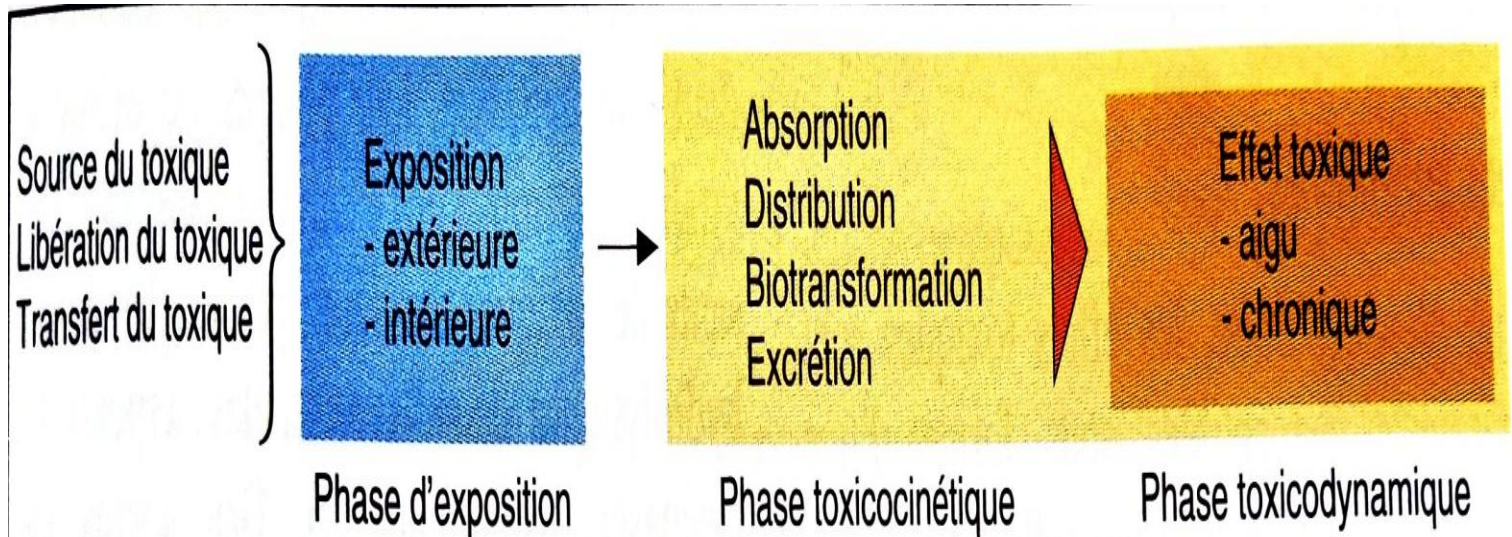 Source du toxique
Libération du toxique
Transfert du toxique
Exposition
- extérieure
- intérieure
Absorption
Distribution
Biotransformation
Excrétion
Effet toxique
- aigu
- chronique
Phase d'exposition
Phase toxicocinétique
Phase toxicodynamique